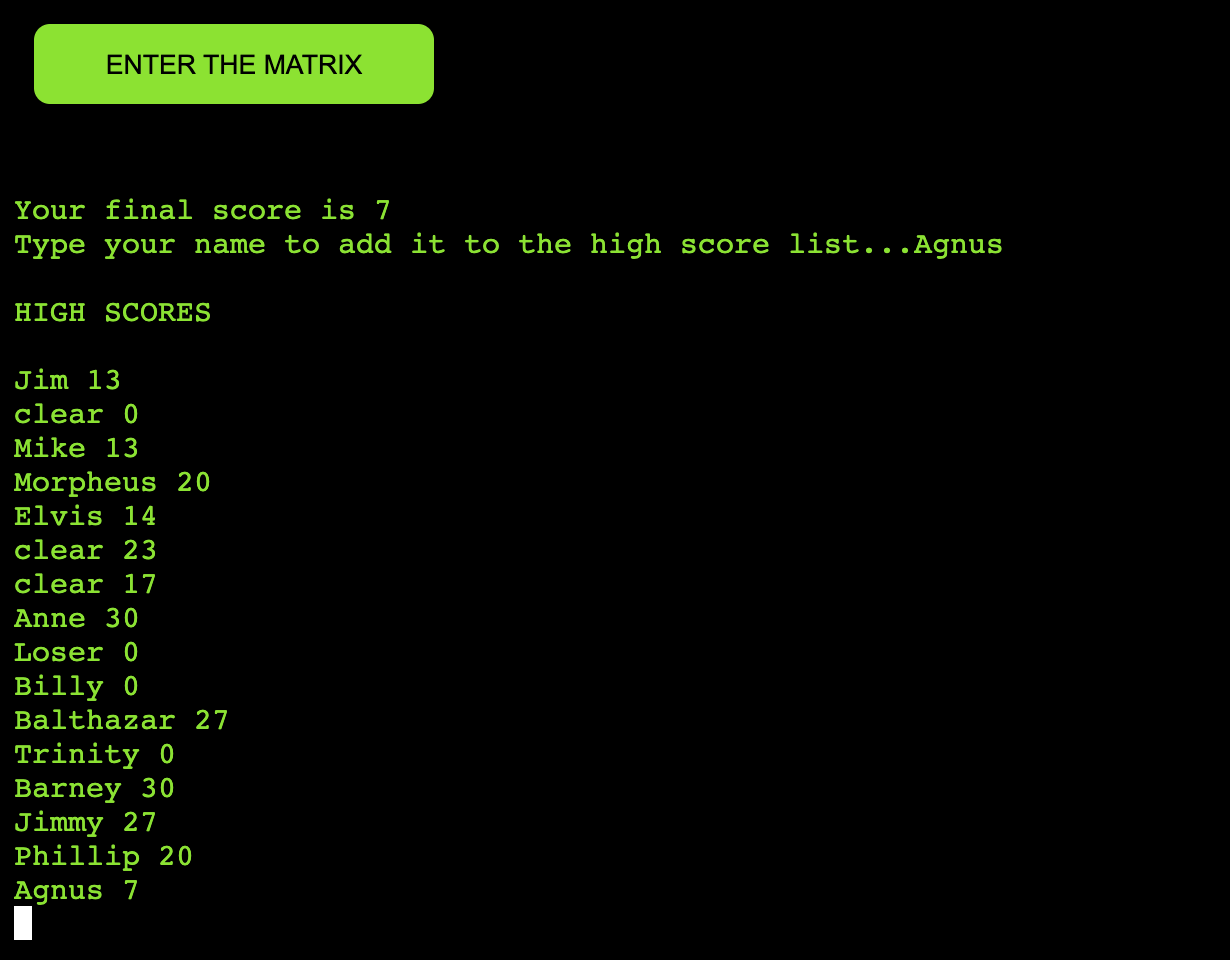 ENTER THE MATRIX
Your final score is 7
Type your name to add it to the high score list...Agnus
HIGH SCORES
Jim 13
clear 0
Mike 13
Morpheus 20
Elvis 14
clear 23
clear 17
Anne 30
Loser 0
Billy 0
Balthazar 27
Trinity 0
Barney 30
Jimmy 27
Phillip 20
Agnus 7